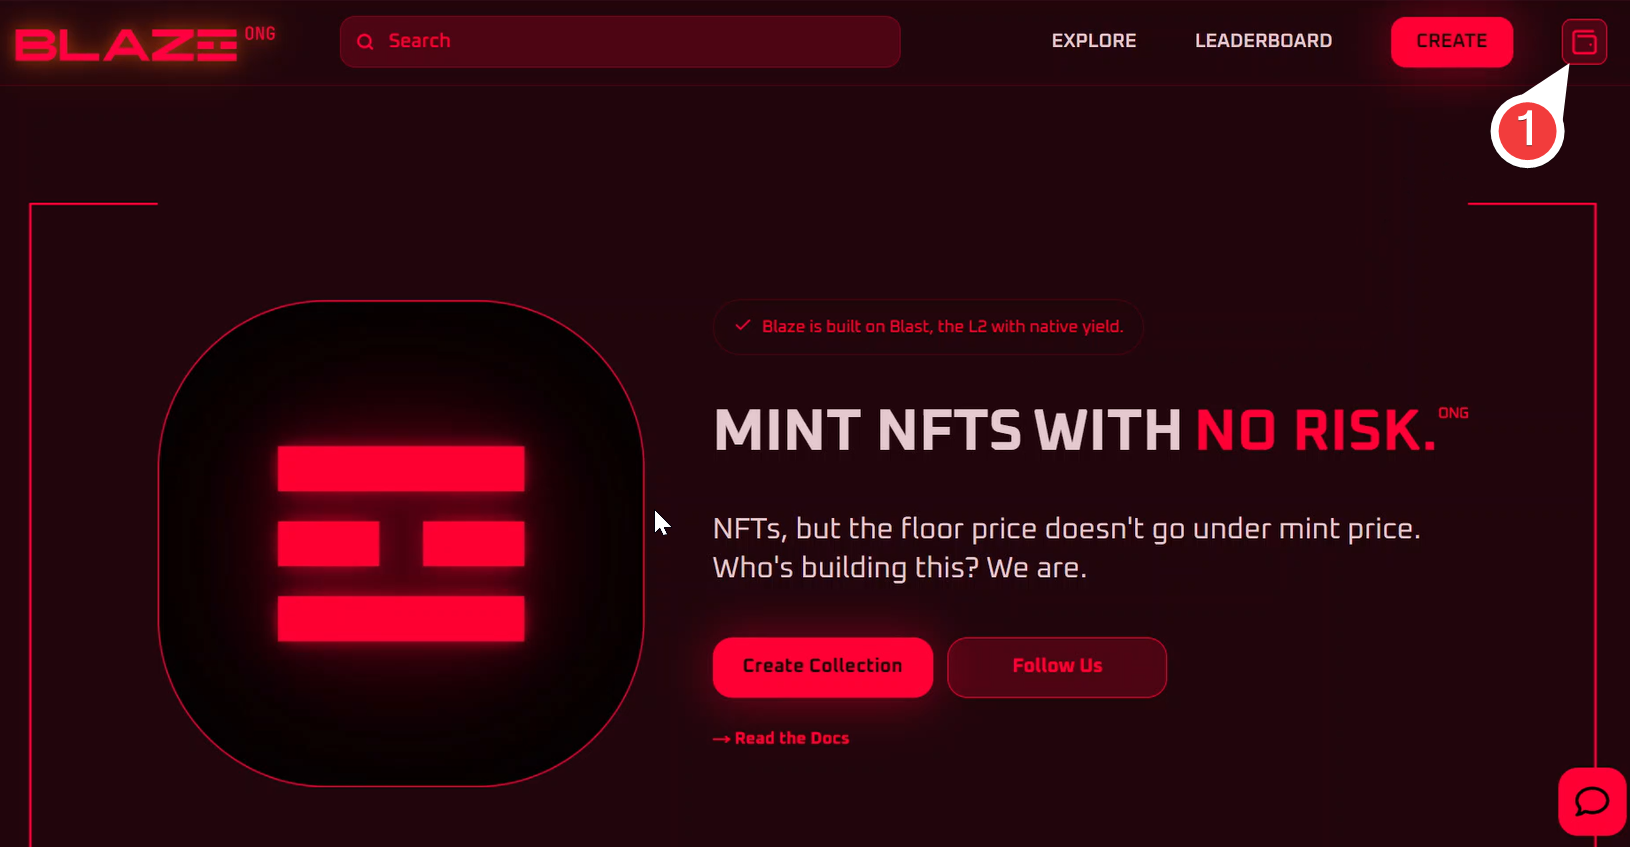 BLAZE ONG
Search
EXPLORE
LEADERBOARD
CREATE
1
Blaze is built on Blast, the L2 with native yield.
MINT NFTS WITH NO RISK. ONG
NFTs, but the floor price doesn't go under mint price.
Who's building this? We are.
Create Collection
Follow Us
→ Read the Docs